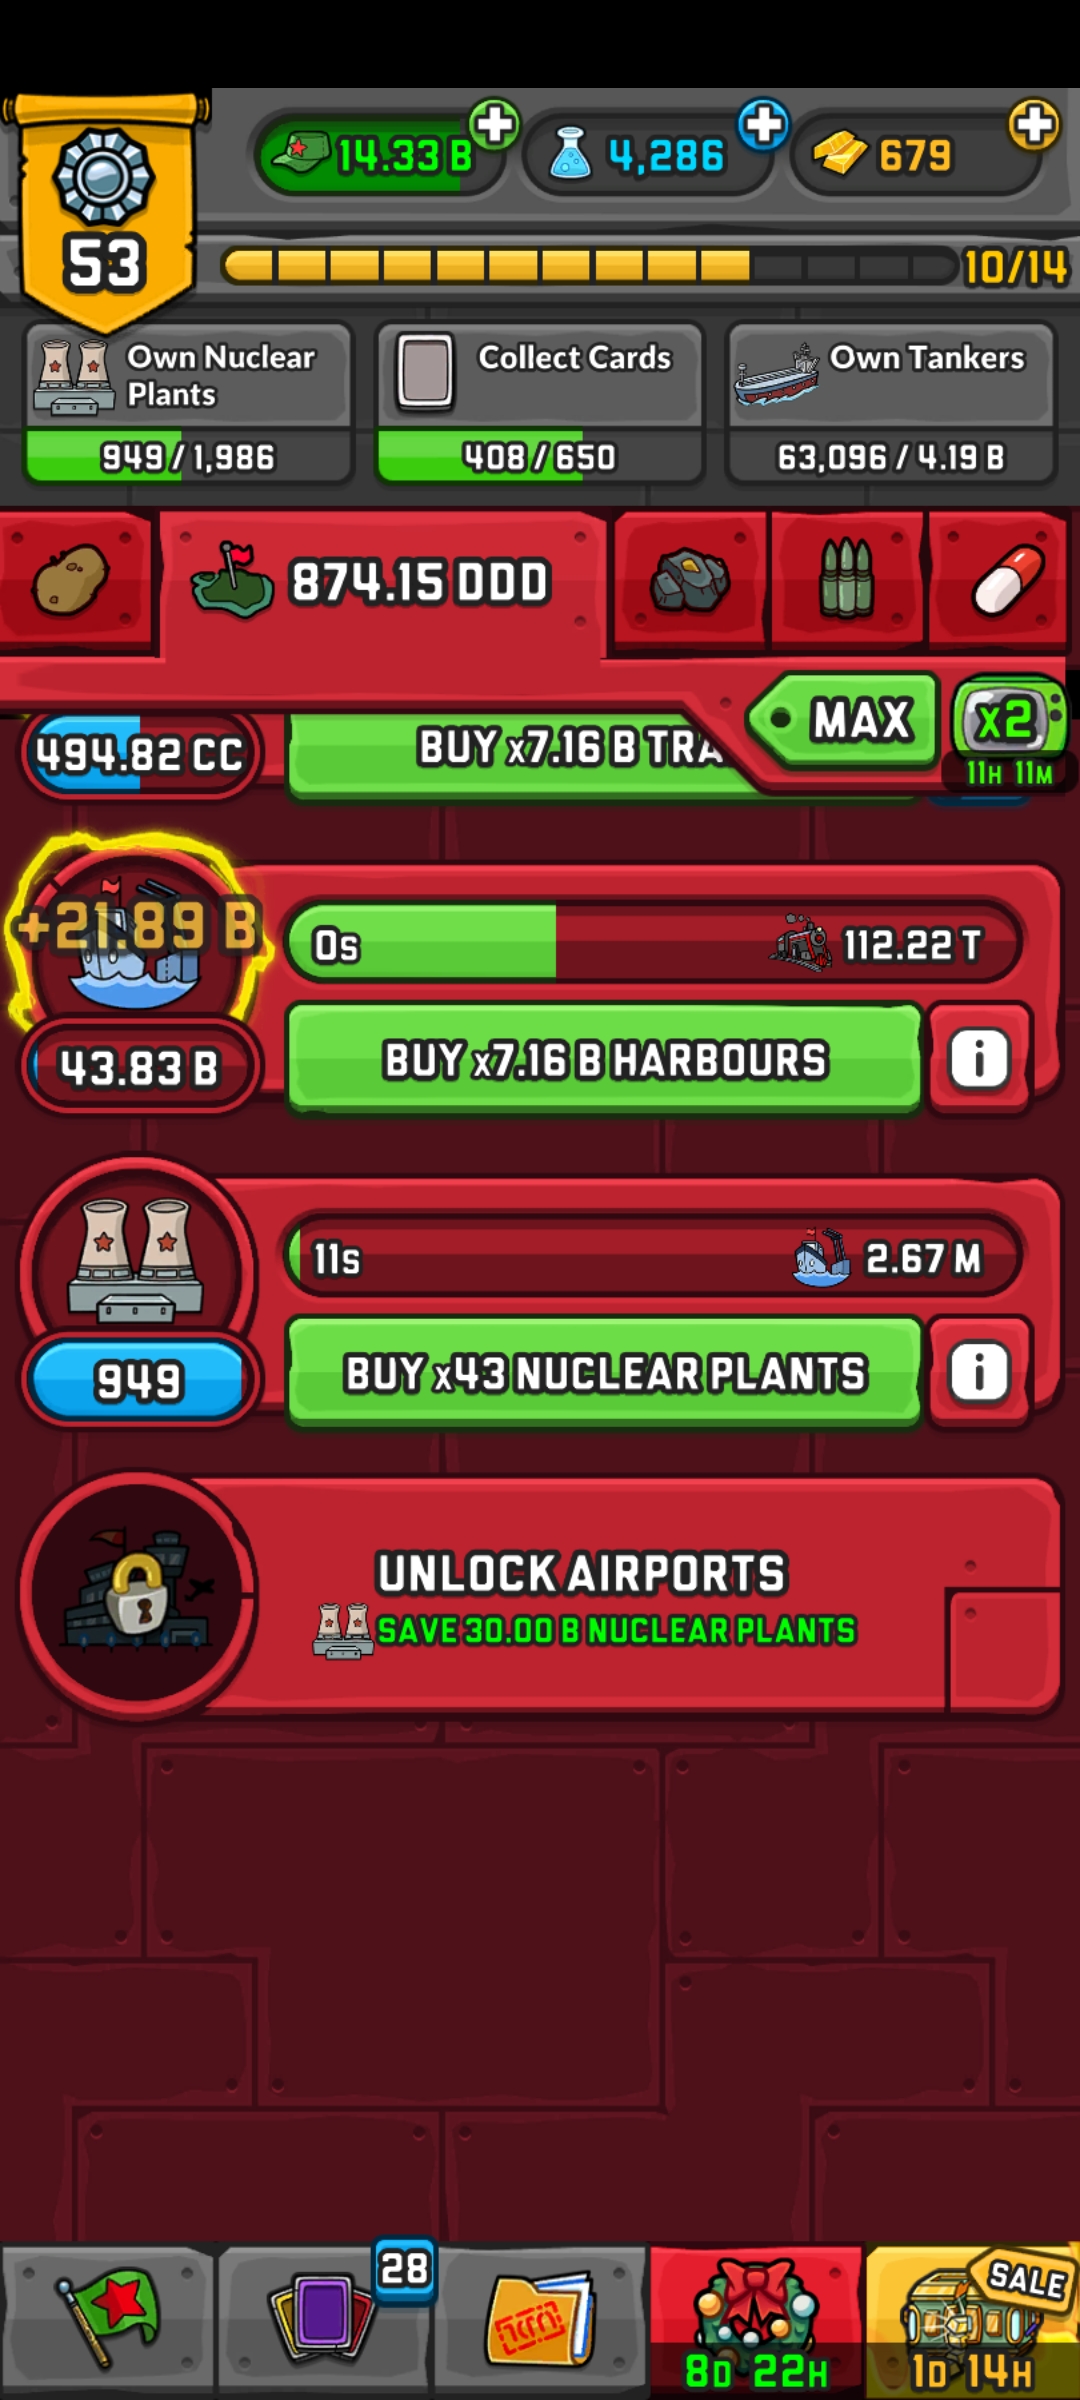 14.33 B
4,286
679
53
10/14
Own Nuclear
Plants
Collect Cards
Own Tankers
949 / 1,986
408 / 650
63,096 / 4.19 B
874.15 DDD
MAX
x2
11H 11M
494.82 CC
BUY x7.16 B TRA
+21.89 B
0s
112.22 T
43.83 B
BUY x7.16 B HARBOURS
i
11s
2.67 M
949
BUY x43 NUCLEAR PLANTS
i
UNLOCK AIRPORTS
SAVE 30.00 B NUCLEAR PLANTS
28
SALE
8D 22H
1D 14H